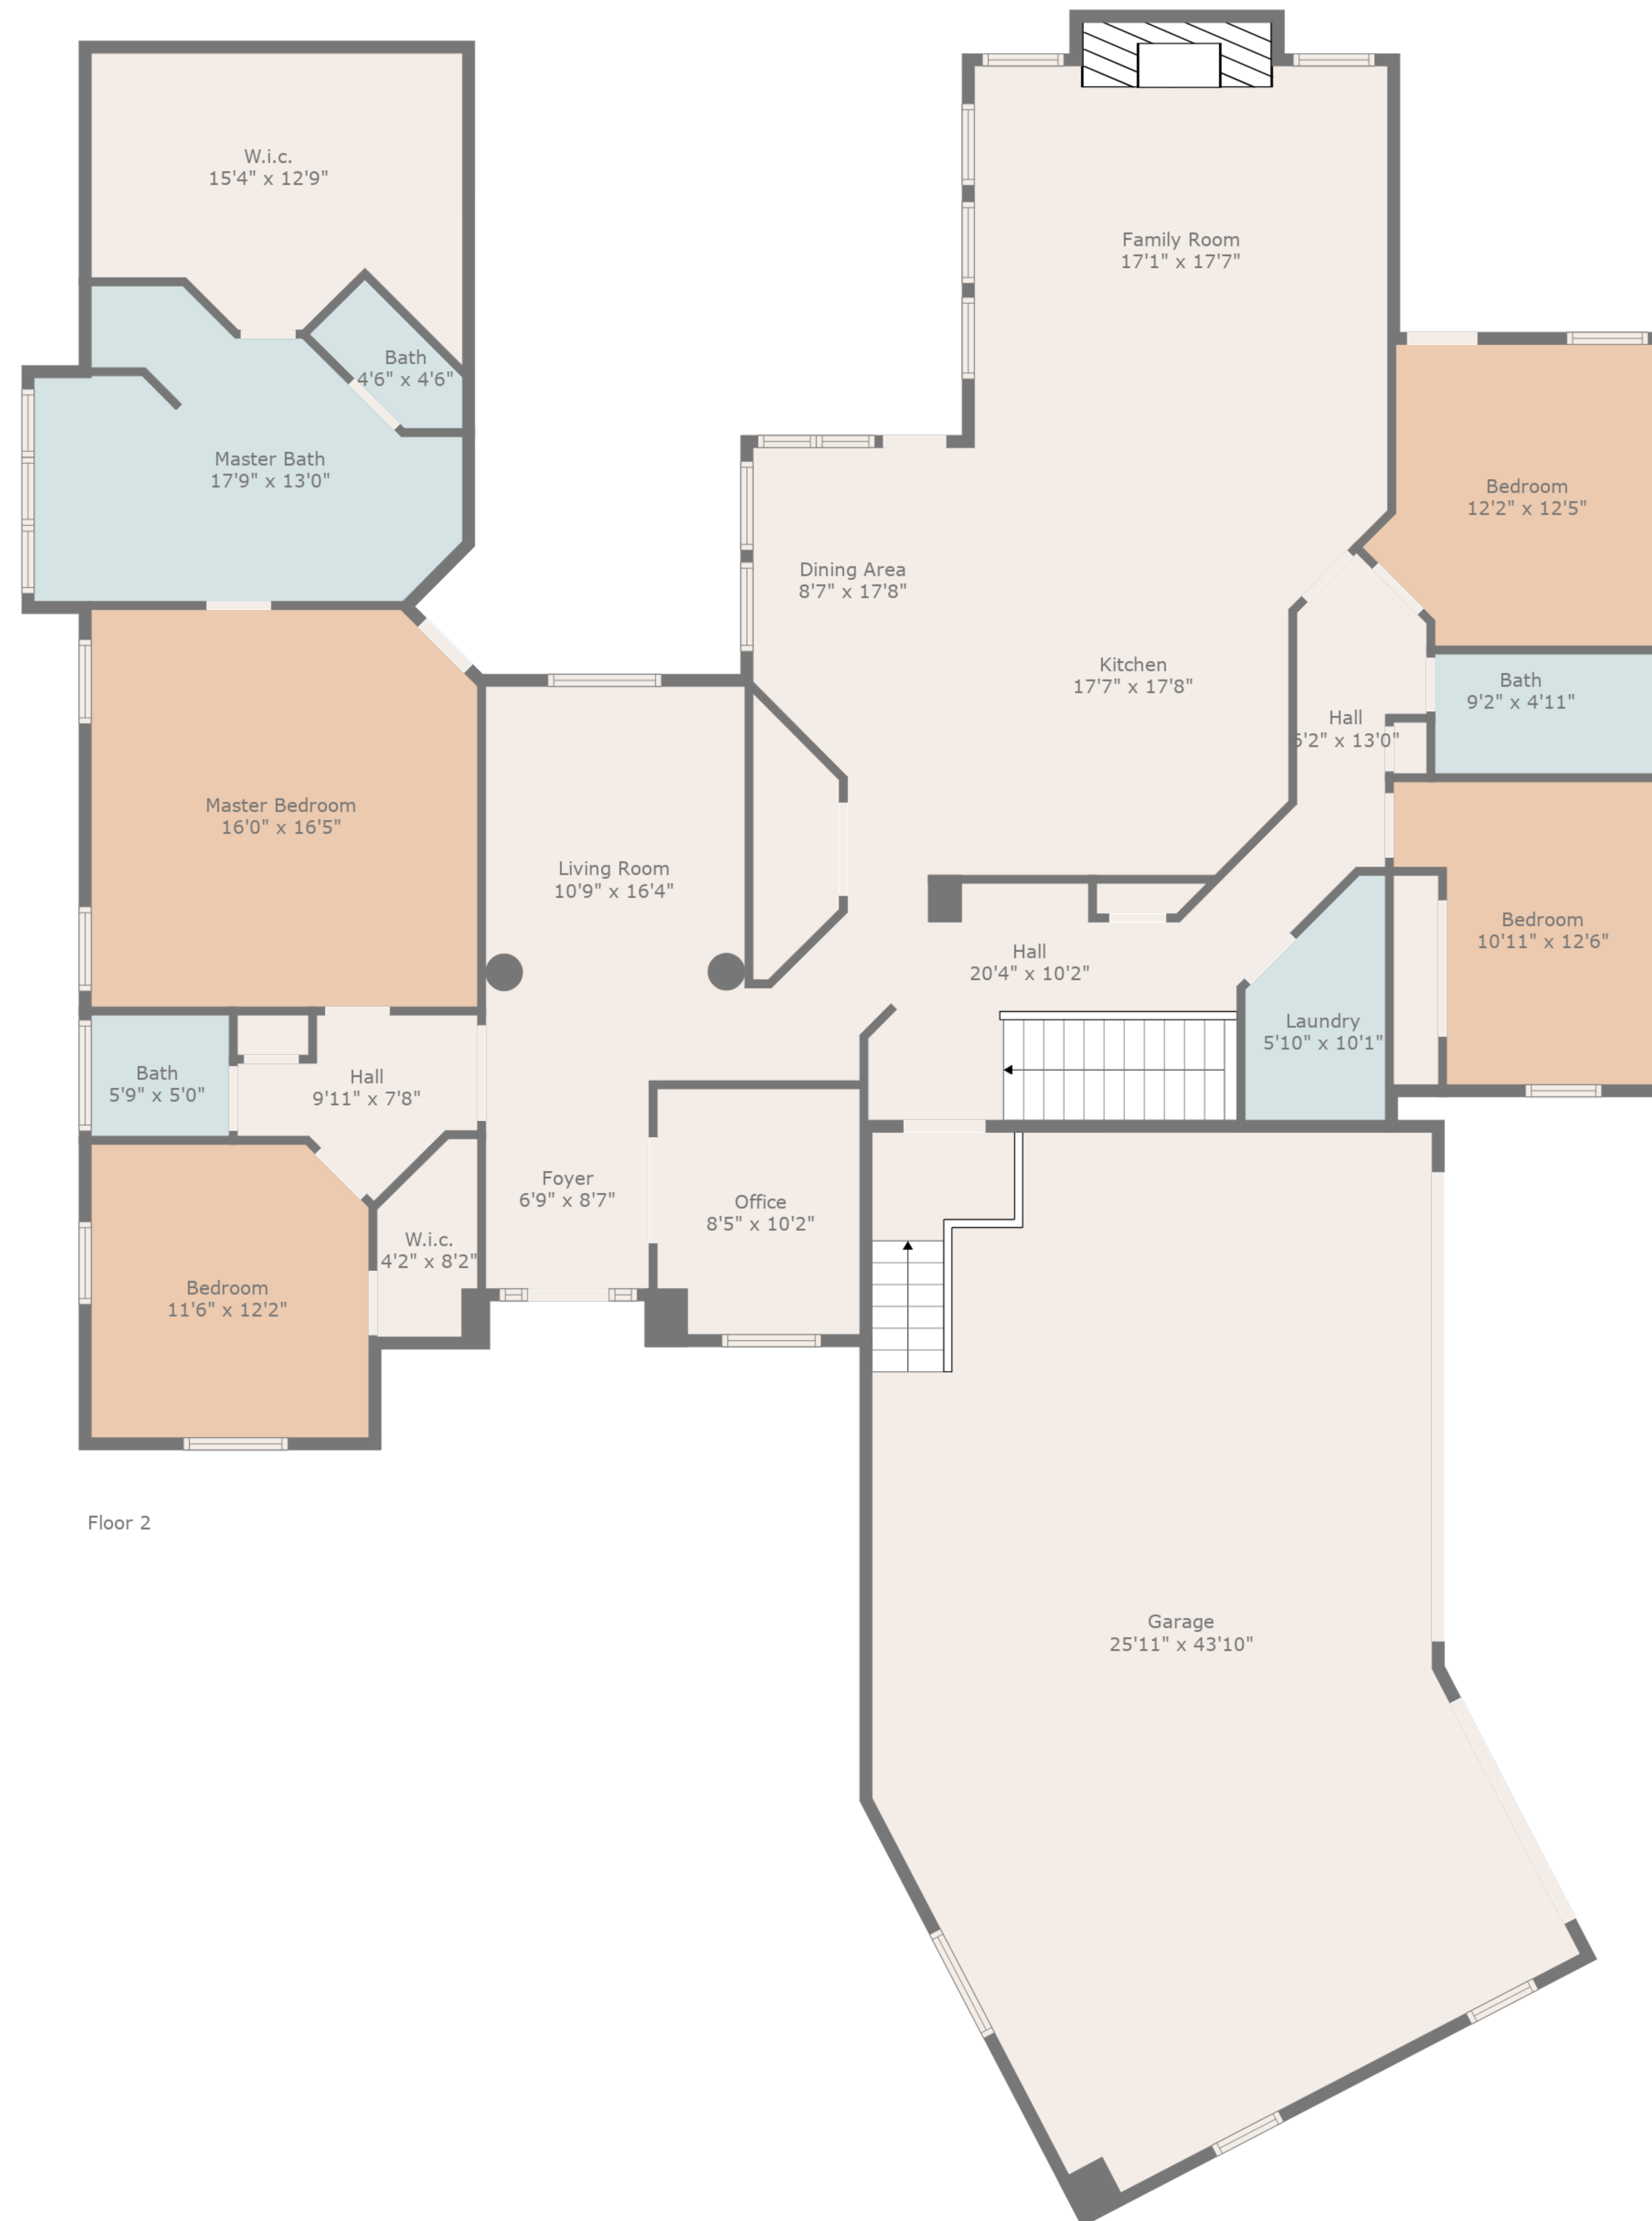 W.i.c.
15'4" x 12'9"
Family Room
17'1" x 17'7"
Bath
4'6" x 4'6"
Master Bath
17'9" x 13'0"
Bedroom
12'2" x 12'5"
Dining Area
8'7" x 17'8"
Kitchen
17'7" x 17'8"
Bath
9'2" x 4'11"
Hall
5'2" x 13'0"
Master Bedroom
16'0" x 16'5"
Living Room
10'9" x 16'4"
Bedroom
10'11" x 12'6"
Hall
20'4" x 10'2"
Laundry
5'10" x 10'1"
Bath
5'9" x 5'0"
Hall
9'11" x 7'8"
Foyer
6'9" x 8'7"
Office
8'5" x 10'2"
W.i.c.
4'2" x 8'2"
Bedroom
11'6" x 12'2"
Floor 2
Garage
25'11" x 43'10"